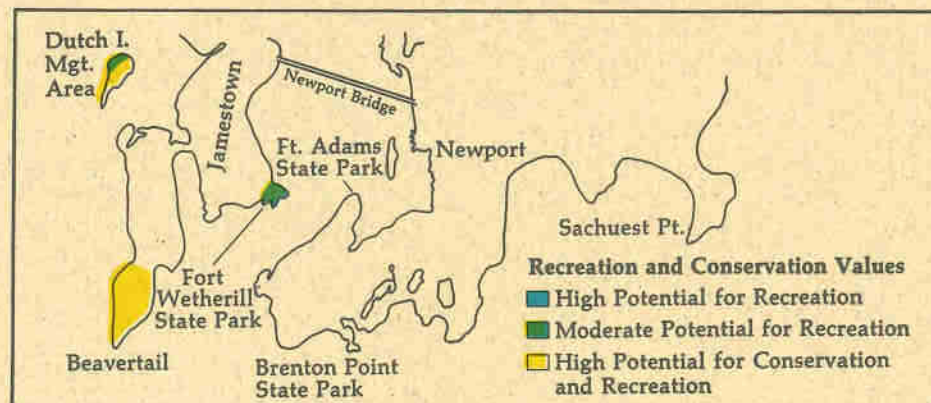 Dutch I.
Mgt.
Area
Jamestown
Newport Bridge
Ft. Adams
State Park
Newport
Sachuest Pt.
Fort
Wetherill
State Park
Beavertail
Brenton Point
State Park
Recreation and Conservation Values
High Potential for Recreation
Moderate Potential for Recreation
High Potential for Conservation
and Recreation